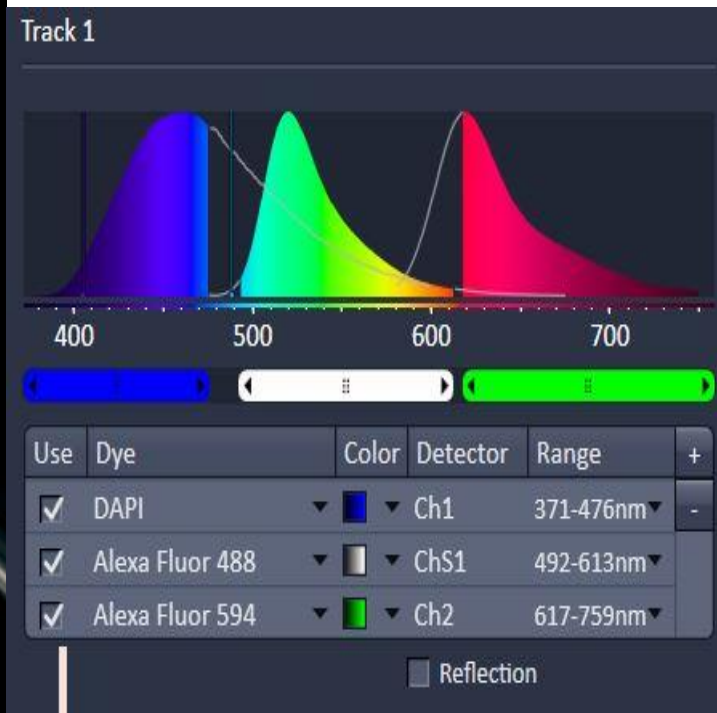 Track 1
400 500 600 700
Use Dye Color Detector Range +
DAPI Ch1 371-476nm -
Alexa Fluor 488 ChS1 492-613nm
Alexa Fluor 594 Ch2 617-759nm
Reflection